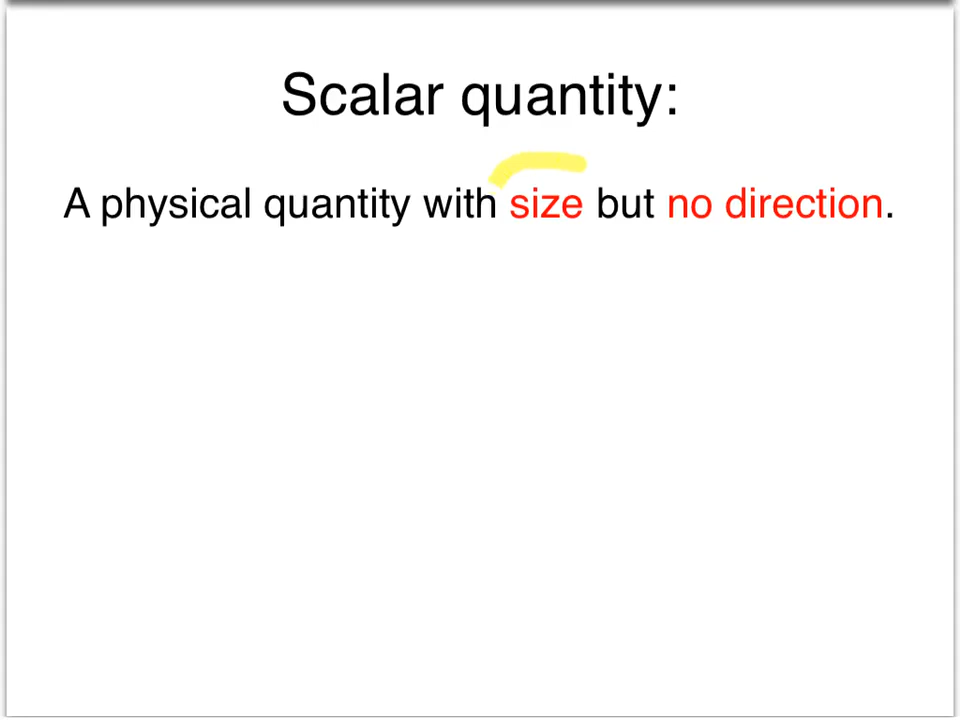 Scalar quantity:
A physical quantity with size but no direction.